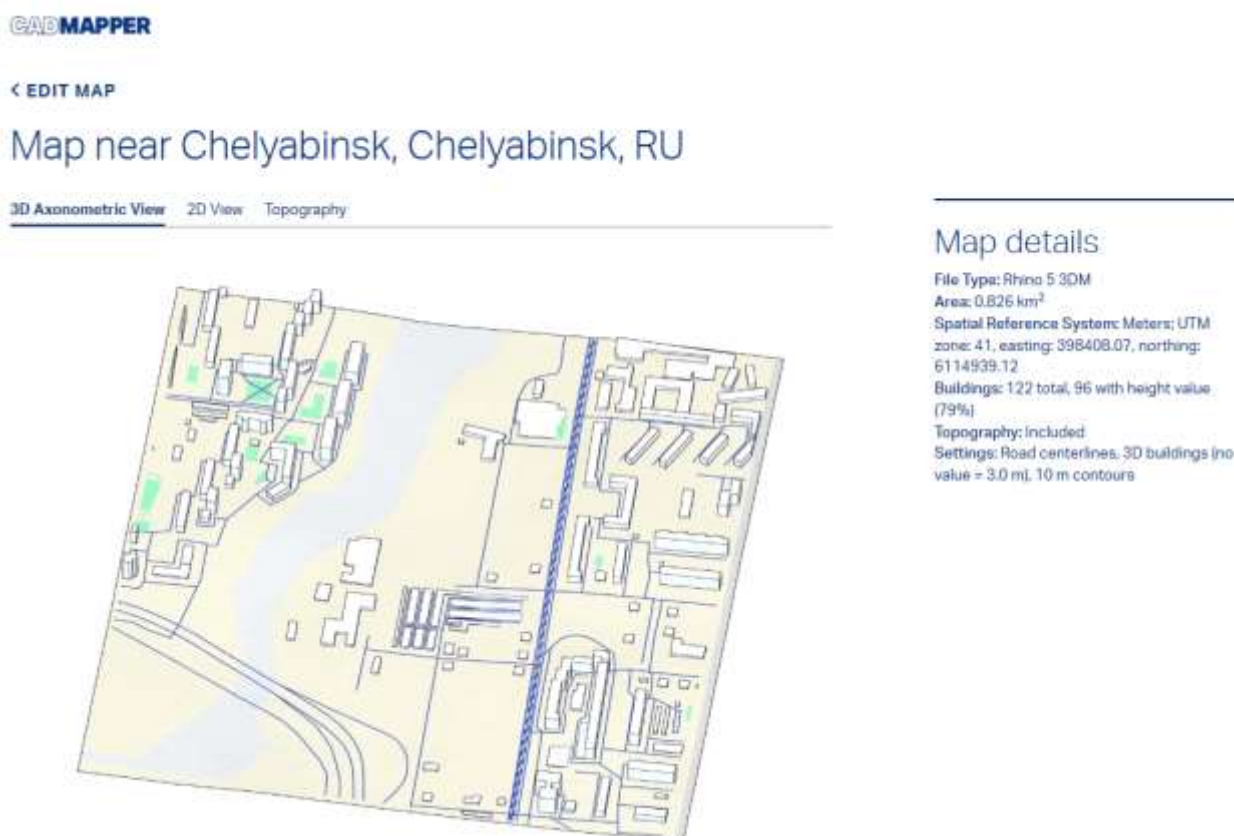 CADMAPPER
< EDIT MAP
Map near Chelyabinsk, Chelyabinsk, RU
3D Axonometric View 2D View Topography
Map details
File Type: Rhino 5 3DM
Area: 0.826 km²
Spatial Reference System: Meters; UTM
zone: 41, easting: 398408.07, northing:
6114939.12
Buildings: 122 total, 96 with height value
(79%)
Topography: Included
Settings: Road centerlines, 3D buildings (no
value = 3.0 m), 10 m contours